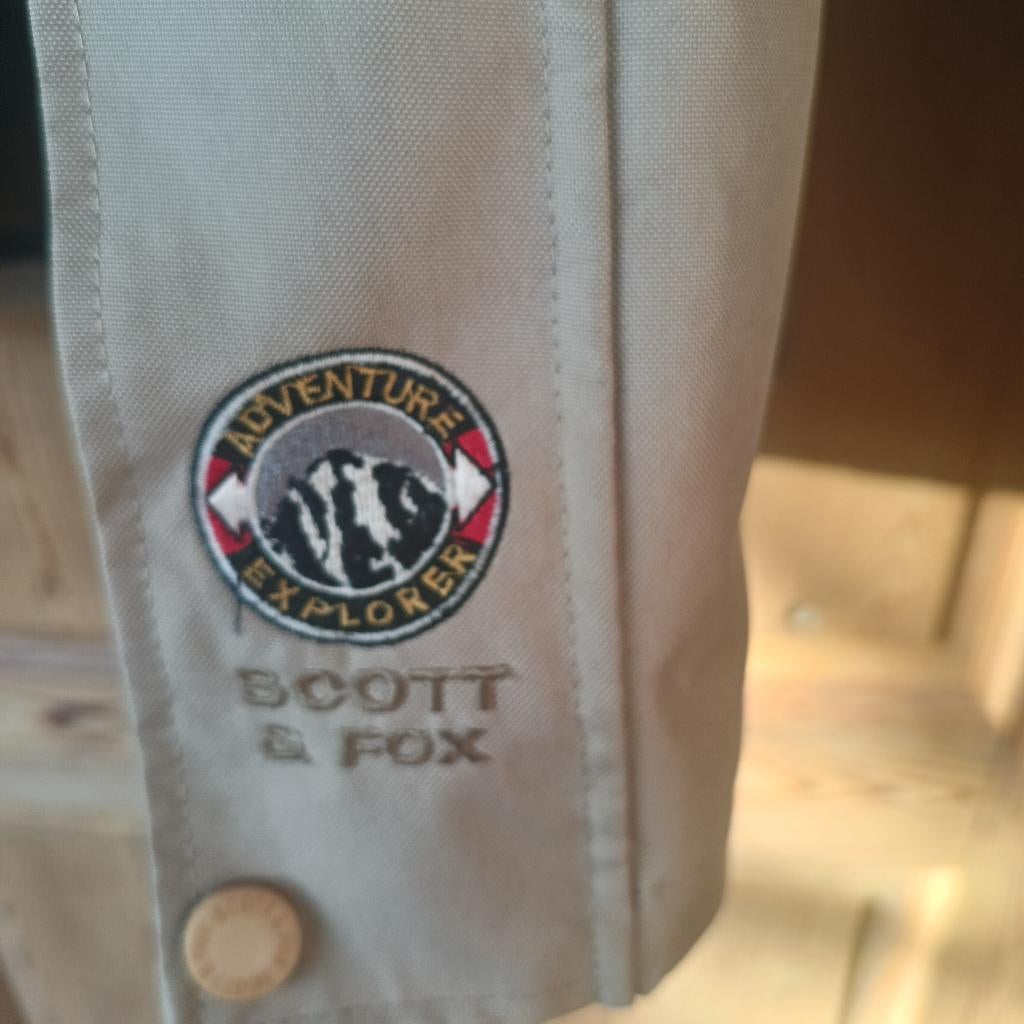 ADVENTURE
EXPLORER
SCOTT
& FOX